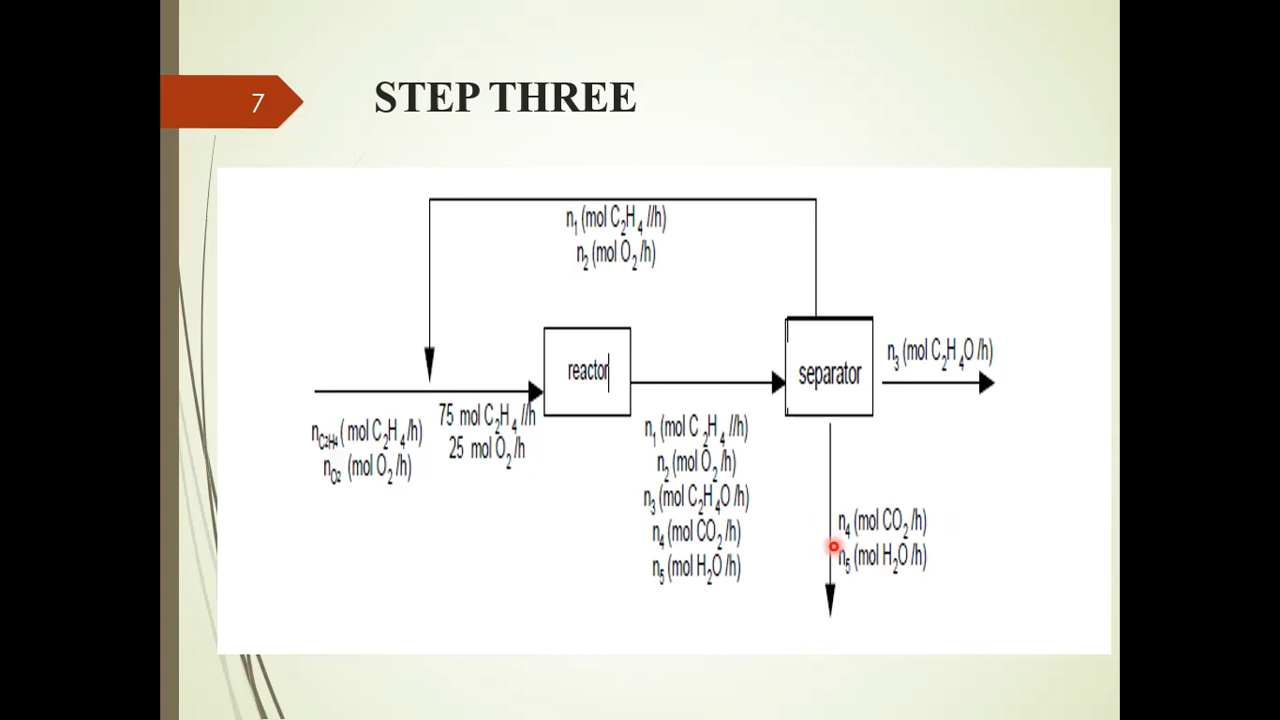 7
STEP THREE
n₁ (mol C₂H₄ //h)
n₂ (mol O₂ /h)
reactor
separator
n₃ (mol C₂H₄O /h)
75 mol C₂H₄ //h
25 mol O₂ /h
nC₂H₄ ( mol C₂H₄ /h)
nO₂ (mol O₂ /h)
n₁ (mol C ₂H₄ //h)
n₂ (mol O₂ /h)
n₃ (mol C₂H₄O /h)
n₄ (mol CO₂ /h)
n₅ (mol H₂O /h)
n₄ (mol CO₂ /h)
n₅ (mol H₂O /h)